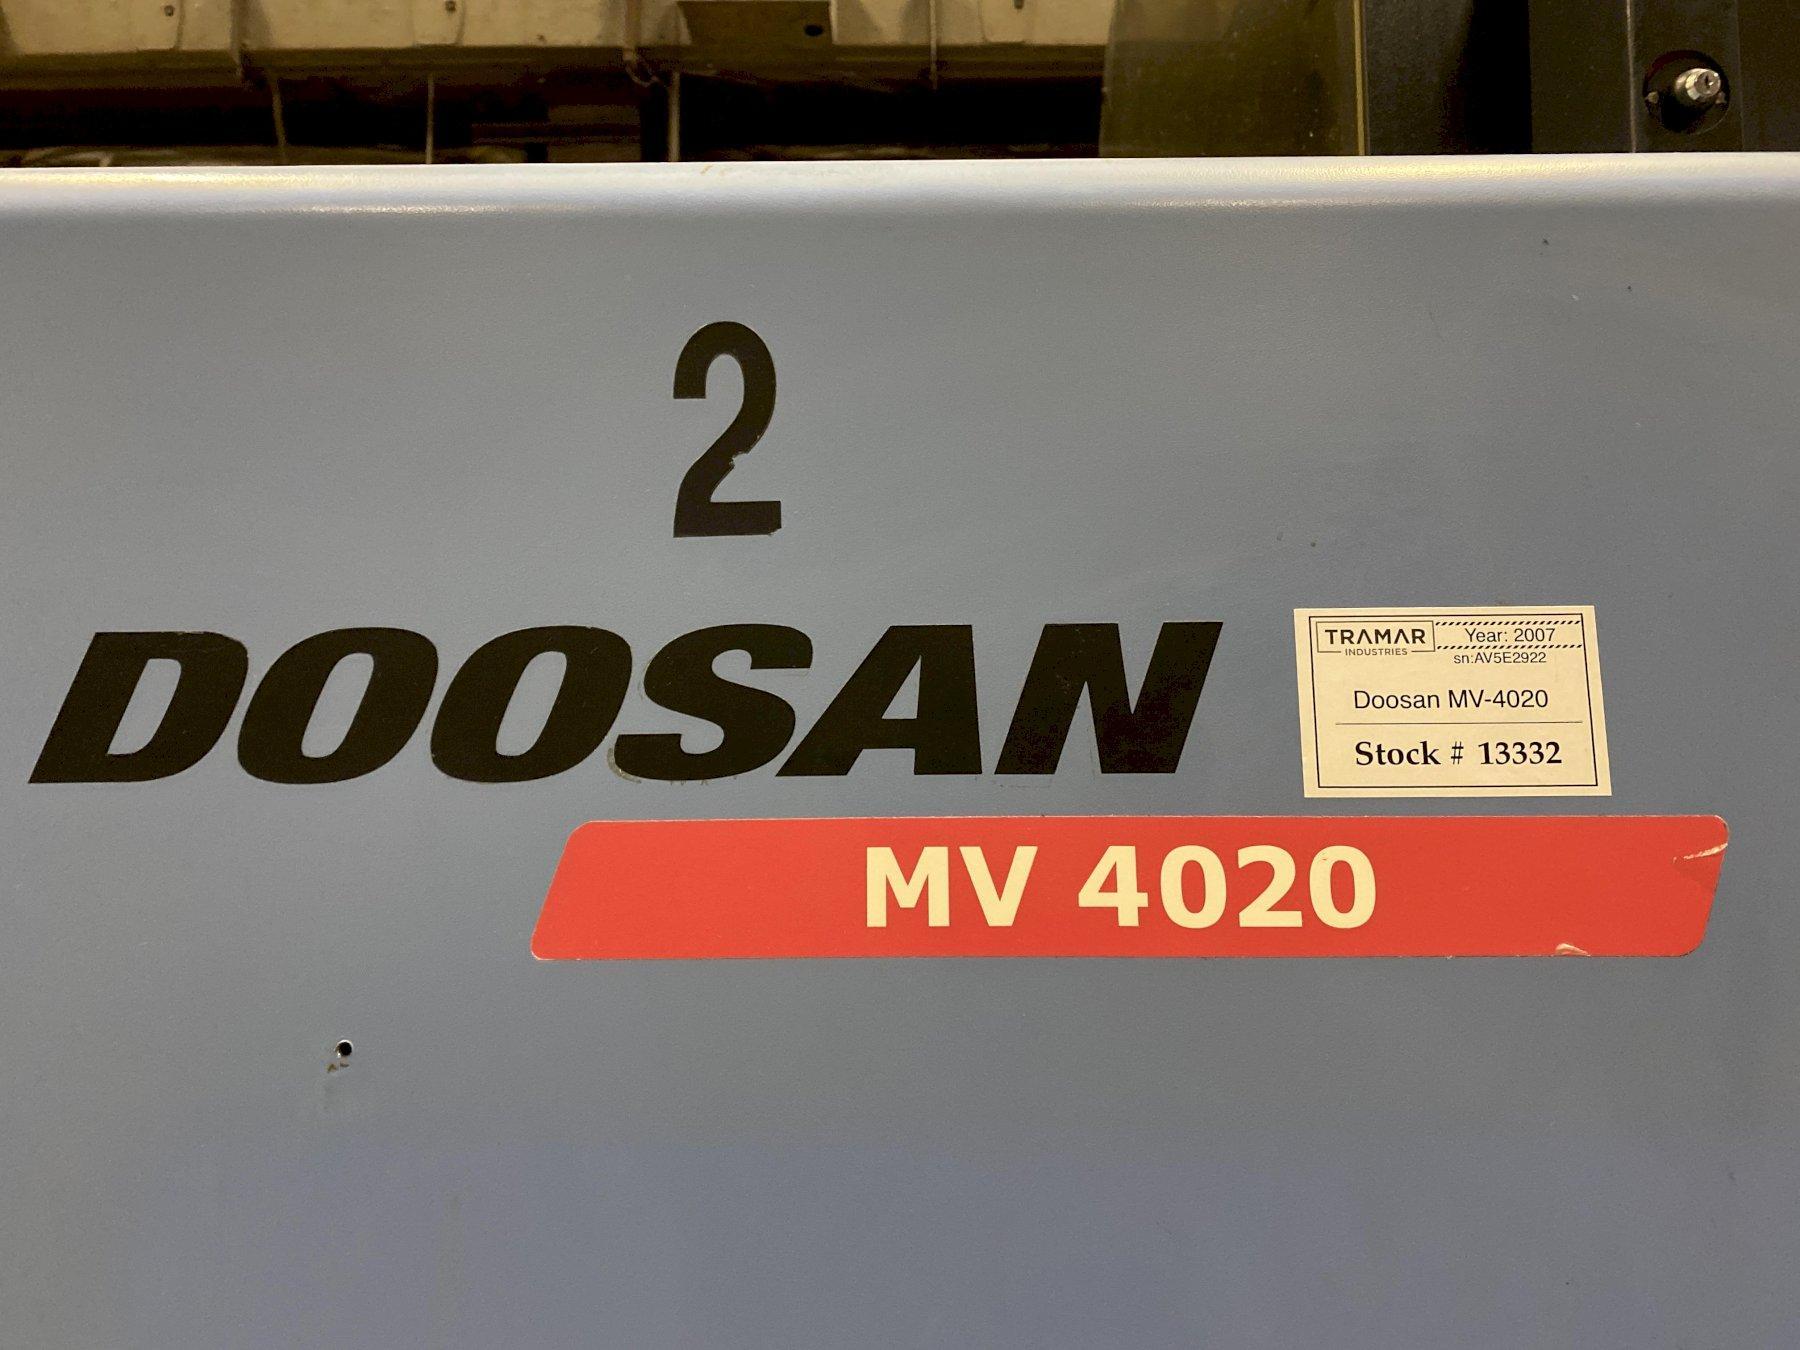 2
DOOSAN
TRAMAR
INDUSTRIES
Year: 2007
sn:AV5E2922
Doosan MV-4020
Stock # 13332
MV 4020